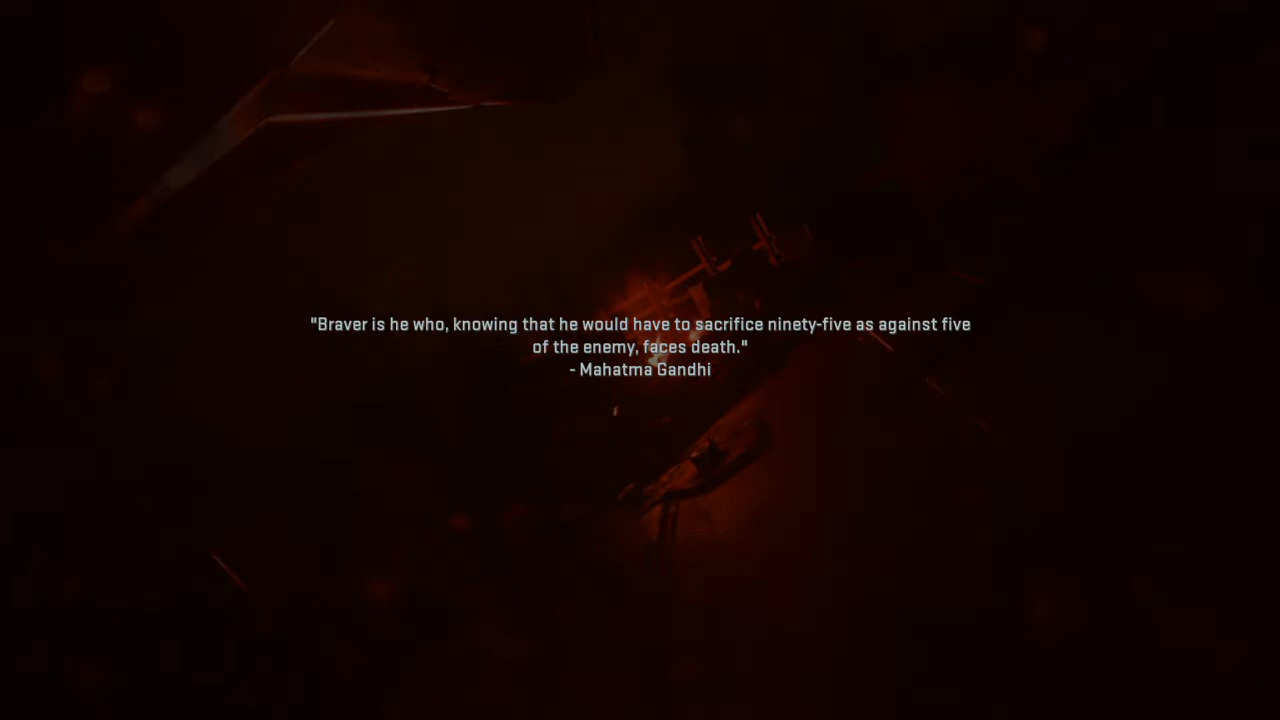 "Braver is he who, knowing that he would have to sacrifice ninety-five as against five
of the enemy, faces death."
- Mahatma Gandhi